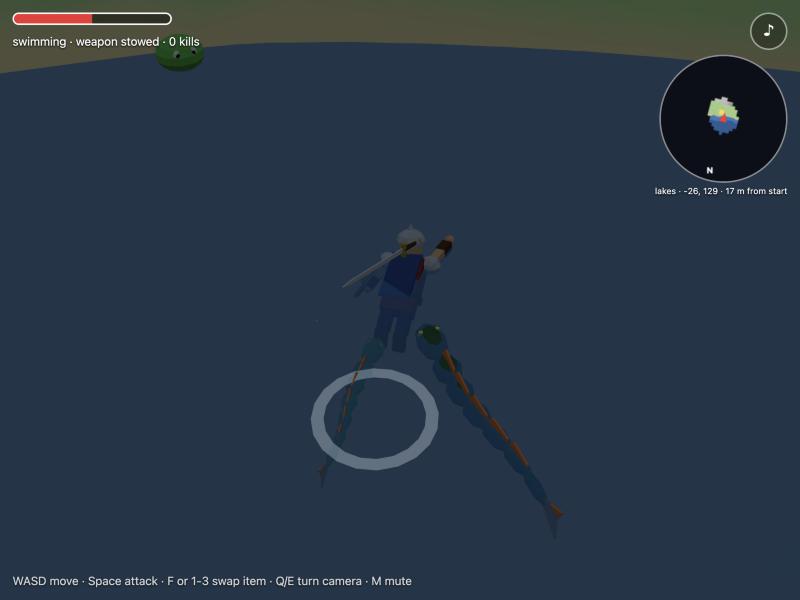 swimming · weapon stowed · 0 kills
♪
N
lakes · -26, 129 · 17 m from start
WASD move · Space attack · F or 1-3 swap item · Q/E turn camera · M mute